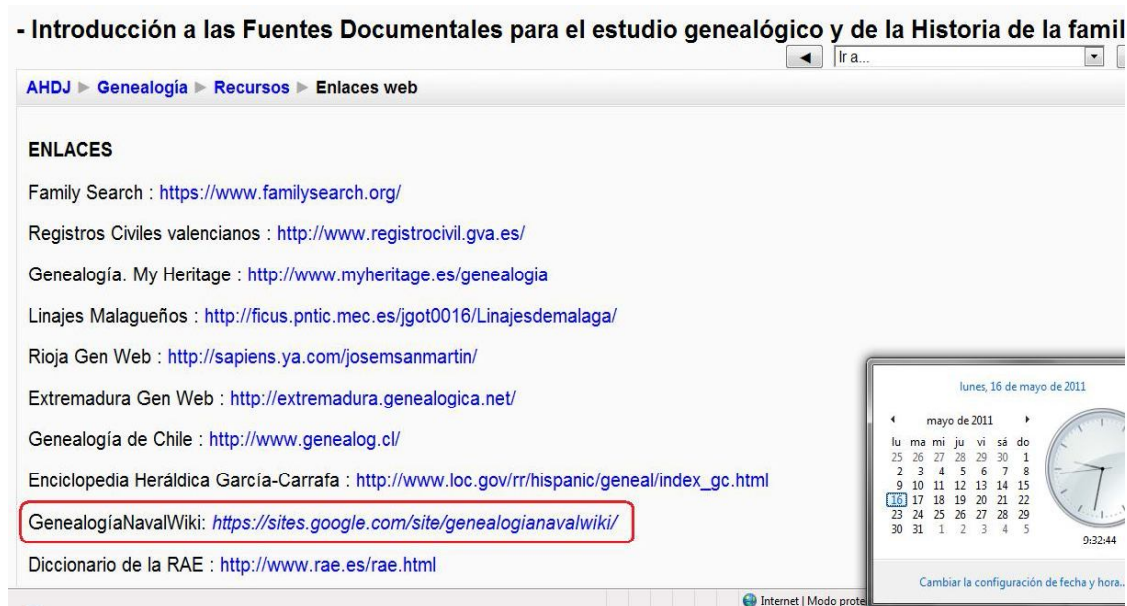 - Introducción a las Fuentes Documentales para el estudio genealógico y de la Historia de la famil
Ir a...
AHDJ ► Genealogía ► Recursos ► Enlaces web
ENLACES
Family Search : https://www.familysearch.org/
Registros Civiles valencianos : http://www.registrocivil.gva.es/
Genealogía. My Heritage : http://www.myheritage.es/genealogia
Linajes Malagueños : http://ficus.pntic.mec.es/jgot0016/Linajesdemalaga/
Rioja Gen Web : http://sapiens.ya.com/josemsanmartin/
Extremadura Gen Web : http://extremadura.genealogica.net/
Genealogía de Chile : http://www.genealog.cl/
Enciclopedia Heráldica García-Carrafa : http://www.loc.gov/rr/hispanic/geneal/index_gc.html
GenealogíaNavalWiki: https://sites.google.com/site/genealogianavalwiki/
Diccionario de la RAE : http://www.rae.es/rae.html
lunes, 16 de mayo de 2011
mayo de 2011
lu ma mi ju vi sá do
25 26 27 28 29 30 1
2 3 4 5 6 7 8
9 10 11 12 13 14 15
16 17 18 19 20 21 22
23 24 25 26 27 28 29
30 31 1 2 3 4 5
9:32:44
Cambiar la configuración de fecha y hora...
Internet | Modo prote